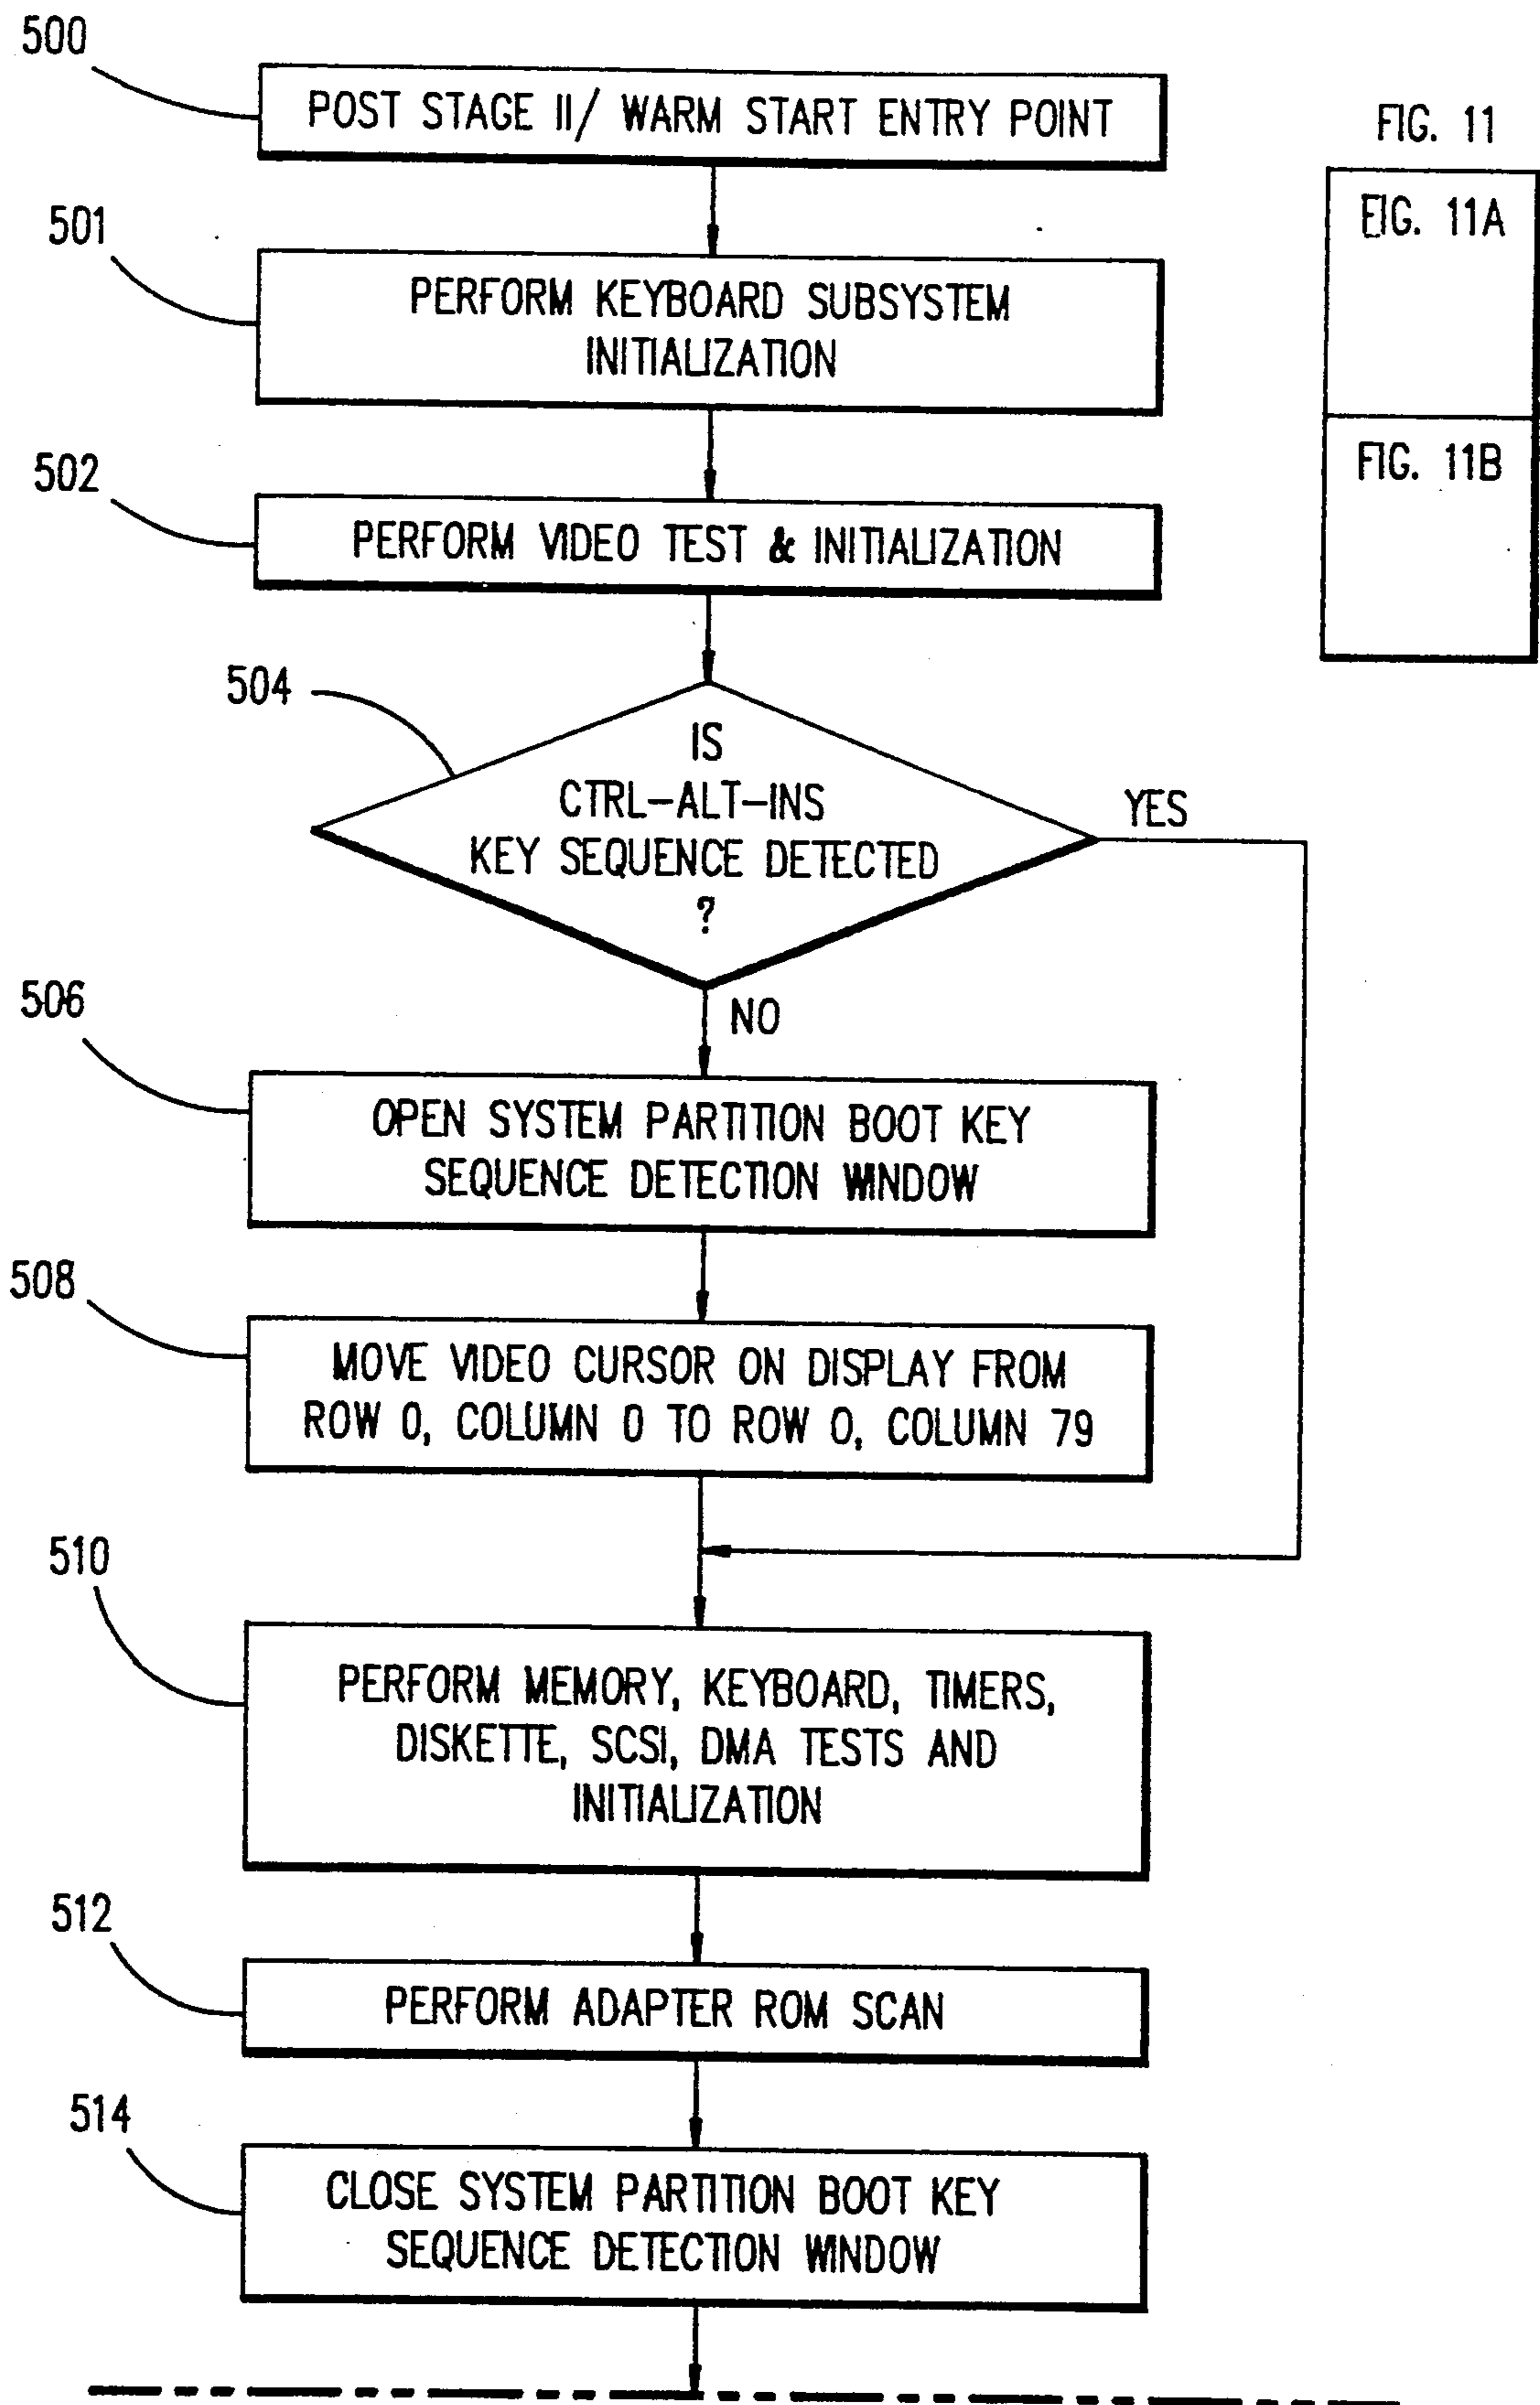 500
POST STAGE II/ WARM START ENTRY POINT
FIG. 11
FIG. 11A
FIG. 11B
501
PERFORM KEYBOARD SUBSYSTEM
INITIALIZATION
502
PERFORM VIDEO TEST & INITIALIZATION
504
IS
CTRL-ALT-INS
KEY SEQUENCE DETECTED
?
YES
NO
506
OPEN SYSTEM PARTITION BOOT KEY
SEQUENCE DETECTION WINDOW
508
MOVE VIDEO CURSOR ON DISPLAY FROM
ROW 0, COLUMN 0 TO ROW 0, COLUMN 79
510
PERFORM MEMORY, KEYBOARD, TIMERS,
DISKETTE, SCSI, DMA TESTS AND
INITIALIZATION
512
PERFORM ADAPTER ROM SCAN
514
CLOSE SYSTEM PARTITION BOOT KEY
SEQUENCE DETECTION WINDOW